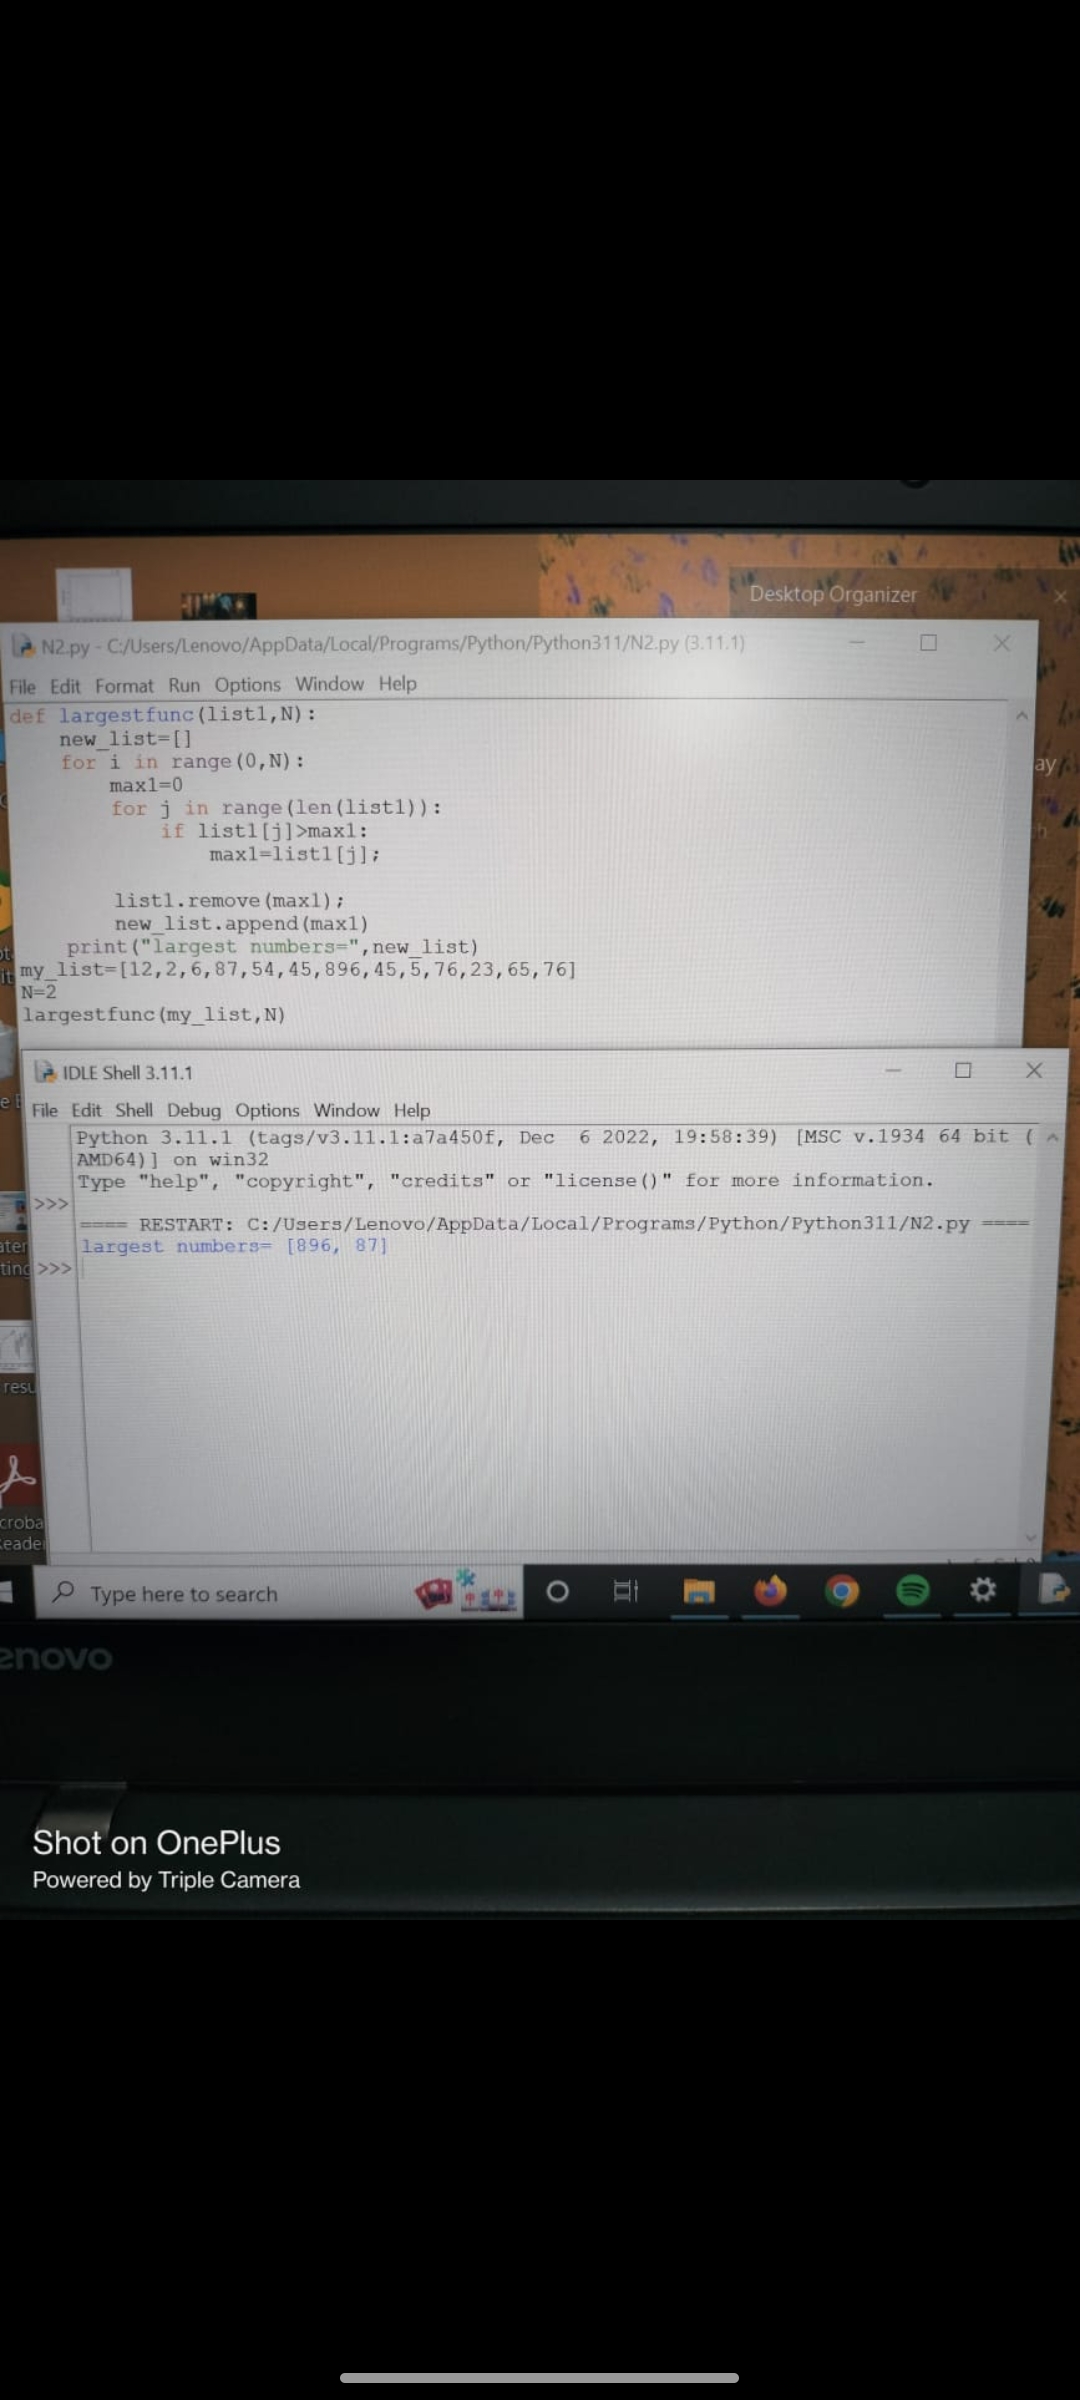 Desktop Organizer
N2.py - C:/Users/Lenovo/AppData/Local/Programs/Python/Python311/N2.py (3.11.1)
File Edit Format Run Options Window Help
def largestfunc(list1,N):
    new_list=[]
    for i in range(0,N):
        max1=0
        for j in range(len(list1)):
            if list1[j]>max1:
                max1=list1[j];
        list1.remove(max1);
        new_list.append(max1)
    print("largest numbers=",new_list)
my_list=[12,2,6,87,54,45,896,45,5,76,23,65,76]
N=2
largestfunc(my_list,N)
IDLE Shell 3.11.1
File Edit Shell Debug Options Window Help
Python 3.11.1 (tags/v3.11.1:a7a450f, Dec  6 2022, 19:58:39) [MSC v.1934 64 bit (
AMD64)] on win32
Type "help", "copyright", "credits" or "license()" for more information.
>>>
==== RESTART: C:/Users/Lenovo/AppData/Local/Programs/Python/Python311/N2.py ====
largest numbers= [896, 87]
>>>
Type here to search
enovo
Shot on OnePlus
Powered by Triple Camera